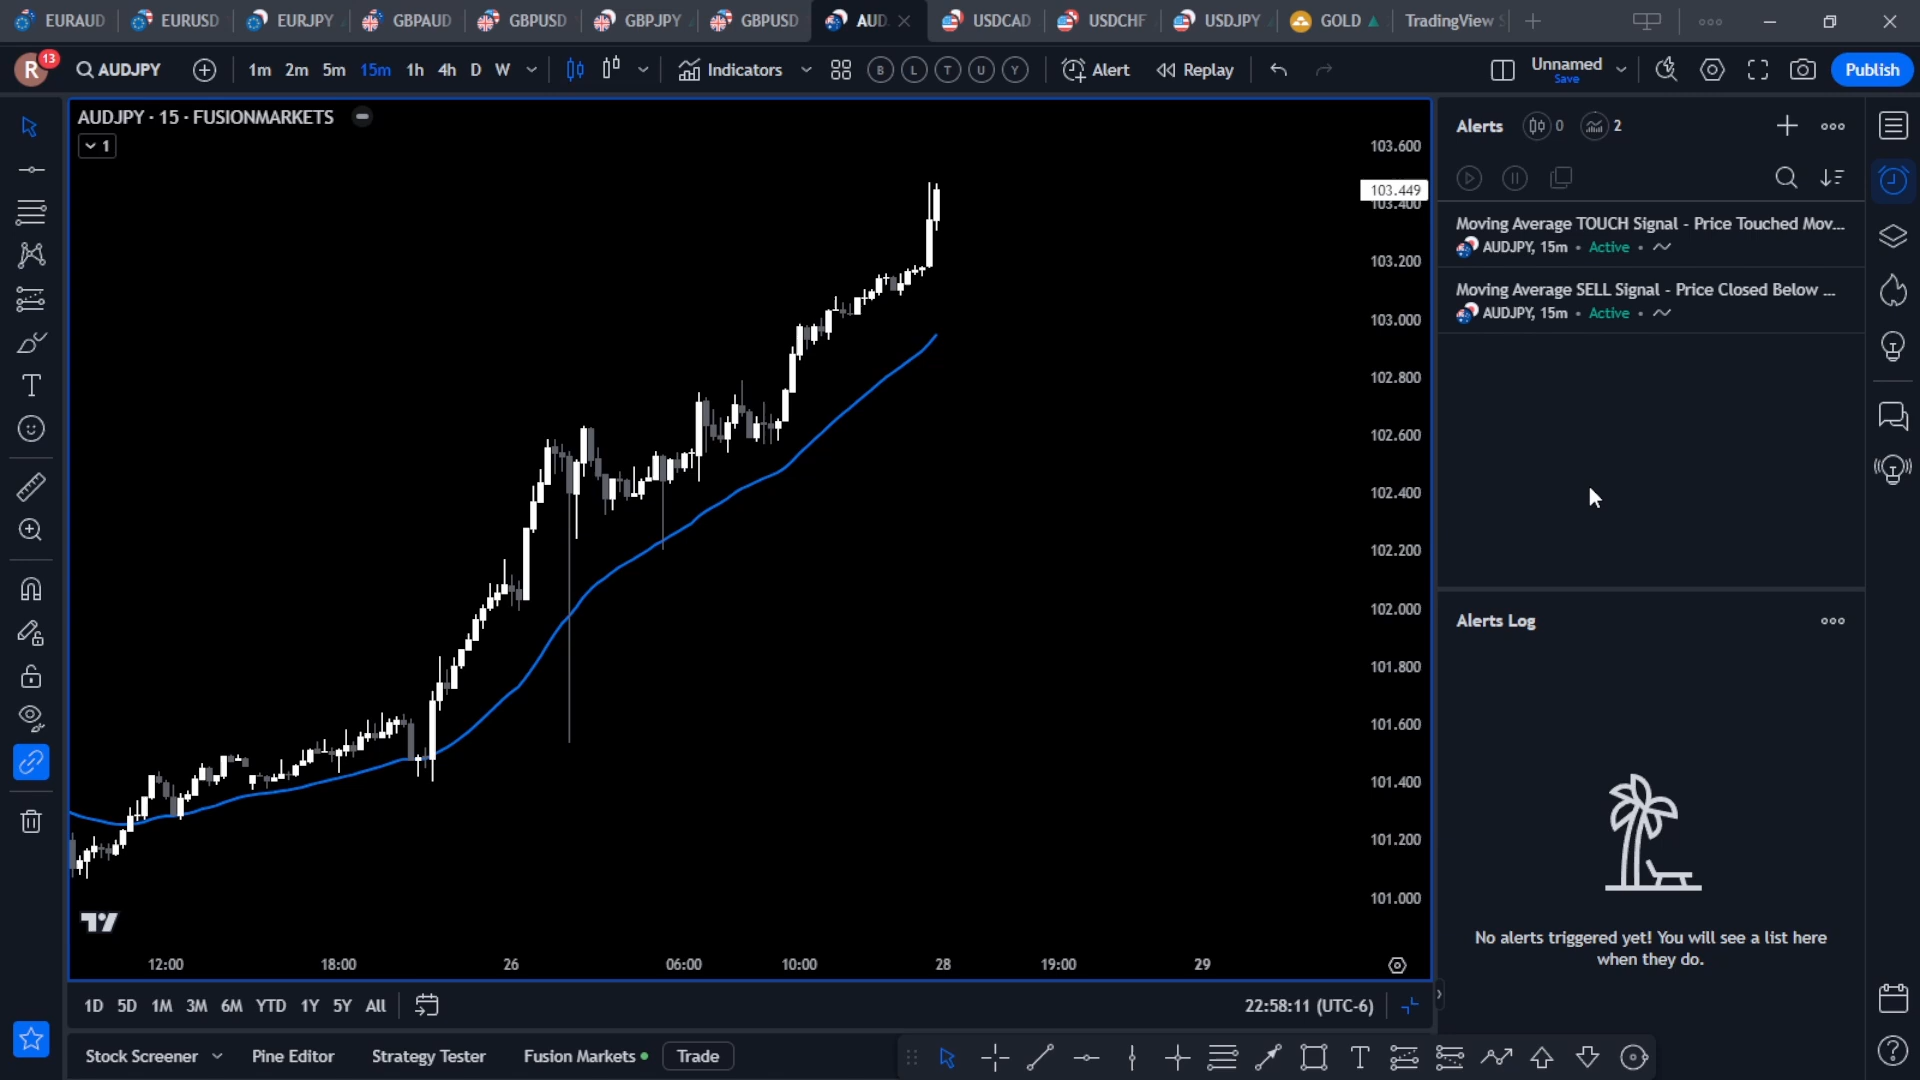 EURAUD EURUSD EURJPY GBPAUD GBPUSD GBPJPY GBPUSD AUD USDCAD USDCHF USDJPY GOLD TradingView
R 13 AUDJPY 1m 2m 5m 15m 1h 4h D W Indicators B L T U Y Alert Replay Unnamed Save Publish
AUDJPY · 15 · FUSIONMARKETS
1
103.600
103.449
103.400
103.200
103.000
102.800
102.600
102.400
102.200
102.000
101.800
101.600
101.400
101.200
101.000
12:00 18:00 26 06:00 10:00 28 19:00 29
1D 5D 1M 3M 6M YTD 1Y 5Y All 22:58:11 (UTC-6)
Stock Screener Pine Editor Strategy Tester Fusion Markets Trade
Alerts 0 2
Moving Average TOUCH Signal - Price Touched Mov...
AUDJPY, 15m • Active •
Moving Average SELL Signal - Price Closed Below ...
AUDJPY, 15m • Active •
Alerts Log
No alerts triggered yet! You will see a list here
when they do.